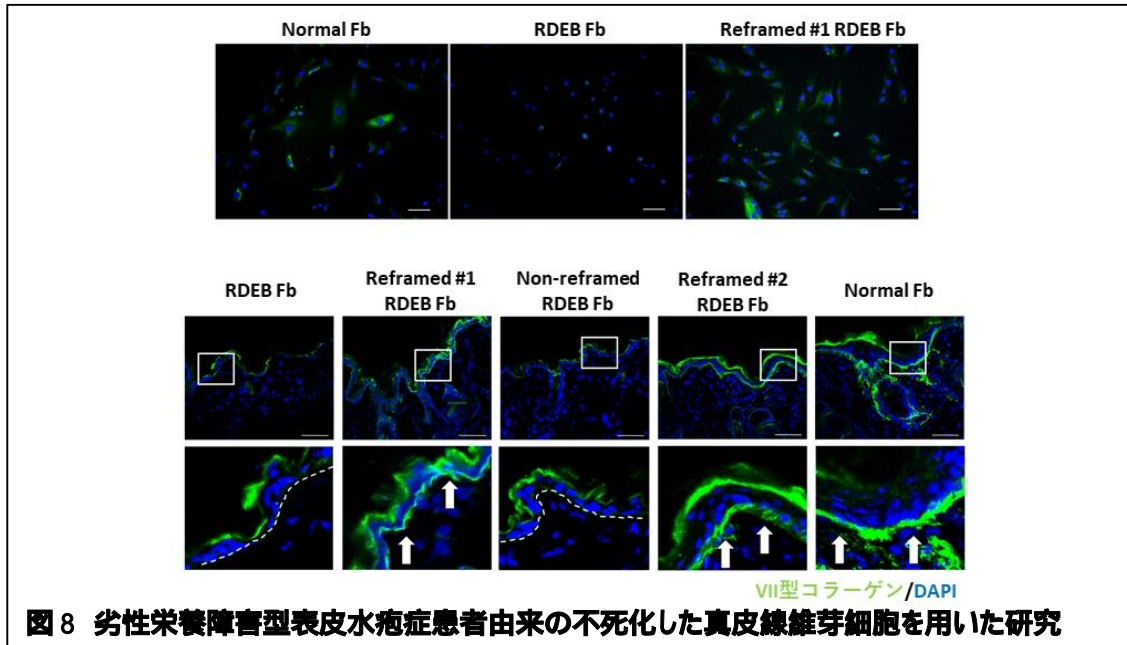 Normal Fb RDEB Fb Reframed #1 RDEB Fb
RDEB Fb
Reframed #1
RDEB Fb
Non-reframed
RDEB Fb
Reframed #2
RDEB Fb
Normal Fb
VII型コラーゲン/DAPI
図 8 劣性栄養障害型表皮水疱症患者由来の不死化した真皮線維芽細胞を用いた研究